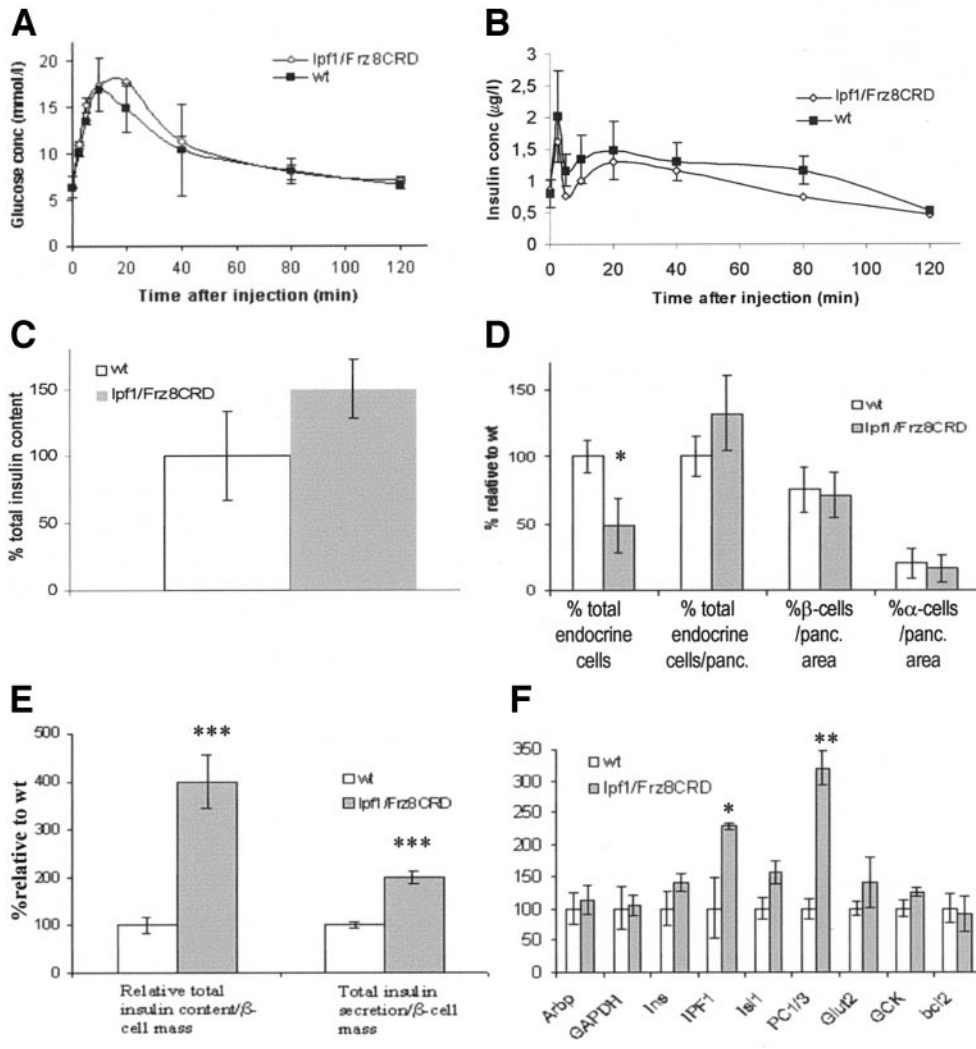 A
Glucose conc (mmol/l)
25
20
15
10
5
0
Ipf1/Frz8CRD
wt
0 20 40 60 80 100 120
Time after injection (min)
B
Insulin conc (µg/l)
3
2,5
2
1,5
1
0,5
0
Ipf1/Frz8CRD
wt
0 20 40 60 80 100 120
Time after injection (min)
C
% total insulin content
150
100
50
0
wt
Ipf1/Frz8CRD
D
% relative to wt
150
100
50
0
wt
Ipf1/Frz8CRD
*
% total
endocrine
cells
% total
endocrine
cells/panc.
%β-cells
/panc.
area
%α-cells
/panc.
area
E
%relative to wt
500
400
300
200
100
0
***
wt
Ipf1/Frz8CRD
***
Relative total
insulin content/β-
cell mass
Total insulin
secretion/β-cell
mass
F
350
300
250
200
150
100
50
0
wt
Ipf1/Frz8CRD
*
**
Arbp
GAPDH
Ins
IPF1
Isl1
PC1/3
Glut2
GCK
bcl2